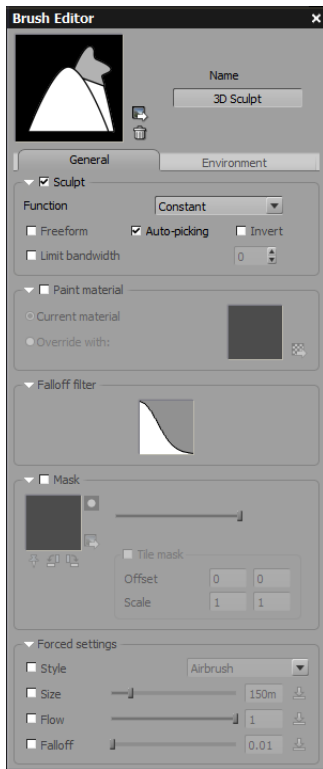 Brush Editor
Name
3D Sculpt
General Environment
Sculpt
Function Constant
Freeform Auto-picking Invert
Limit bandwidth 0
Paint material
Current material
Override with:
Falloff filter
Mask
Tile mask
Offset 0 0
Scale 1 1
Forced settings
Style Airbrush
Size 150m
Flow 1
Falloff 0.01